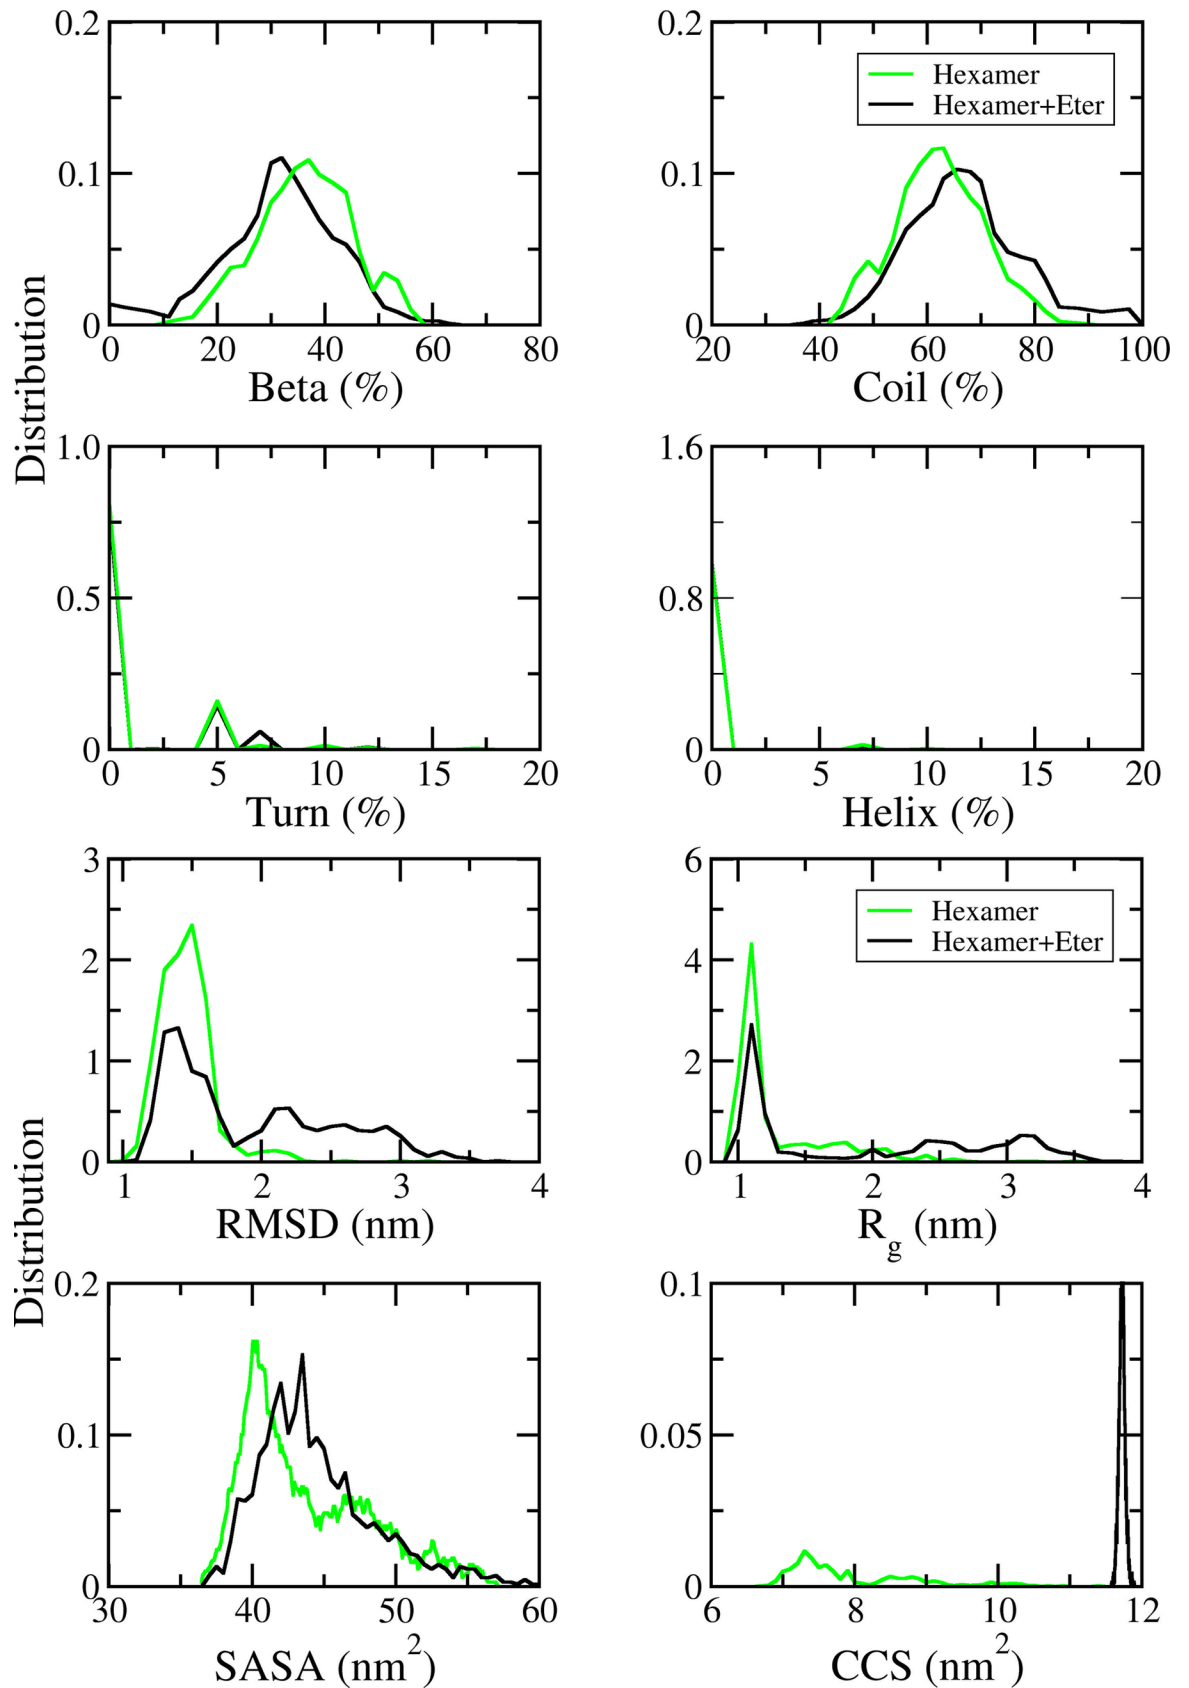 0.2
0.1
0
0 20 40 60 80
Beta (%)
0.2
0.1
0
20 40 60 80 100
Coil (%)
Hexamer
Hexamer+Eter
Distribution
1.0
0.5
0
0 5 10 15 20
Turn (%)
1.6
0.8
0
0 5 10 15 20
Helix (%)
3
2
1
0
1 2 3 4
RMSD (nm)
6
4
2
0
1 2 3 4
Rg (nm)
Hexamer
Hexamer+Eter
Distribution
0.2
0.1
0
30 40 50 60
SASA (nm2)
0.1
0.05
0
6 8 10 12
CCS (nm2)